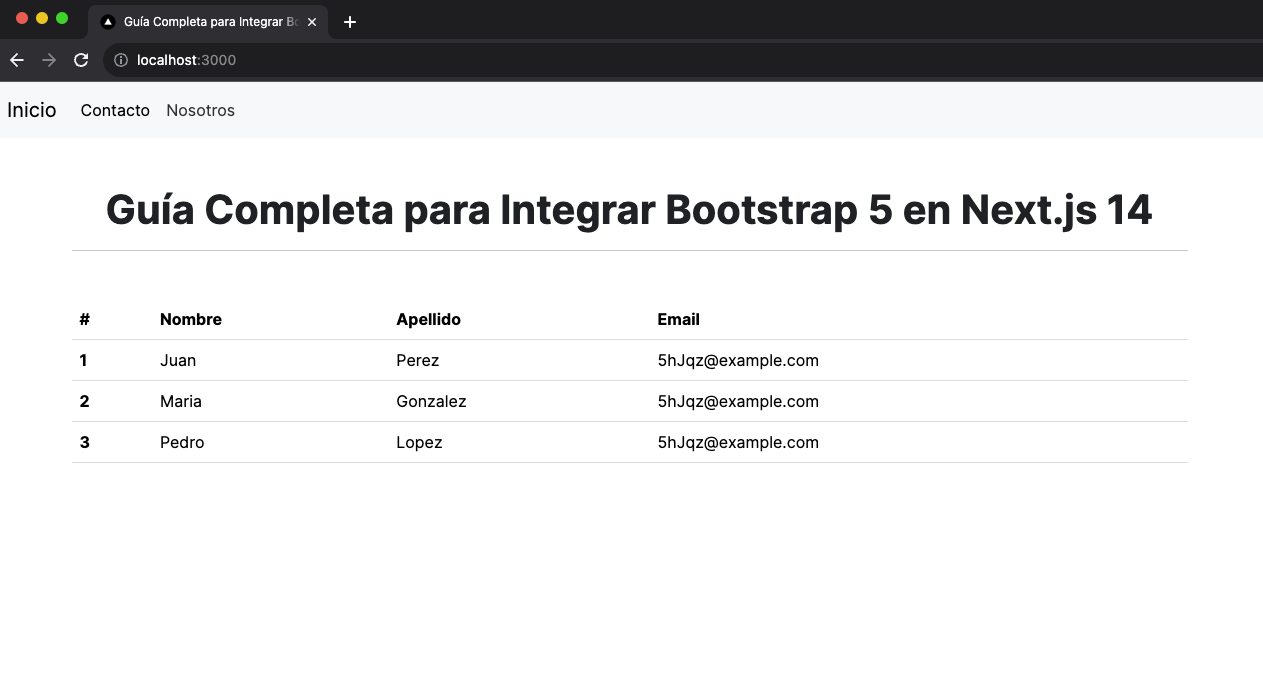 Guía Completa para Integrar Bo
localhost:3000
Inicio Contacto Nosotros
Guía Completa para Integrar Bootstrap 5 en Next.js 14
# Nombre Apellido Email
1 Juan Perez 5hJqz@example.com
2 Maria Gonzalez 5hJqz@example.com
3 Pedro Lopez 5hJqz@example.com